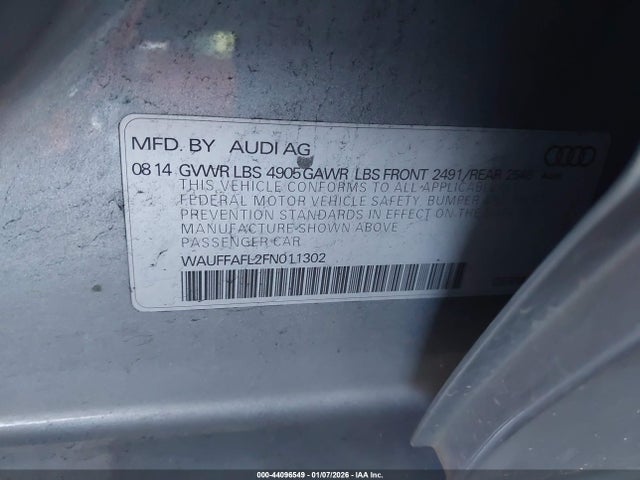 MFD. BY AUDI AG
08 14 GVWR LBS 4905 GAWR LBS FRONT 2491/REAR
THIS VEHICLE CONFORMS TO ALL APPLICABLE
FEDERAL MOTOR VEHICLE SAFETY, BUMPER AND
PREVENTION STANDARDS IN EFFECT ON THE
MANUFACTURE SHOWN ABOVE
PASSENGER CAR
WAUFFAFL2FN011302
000-44096549 | 01/07/2026 - © IAA Inc.